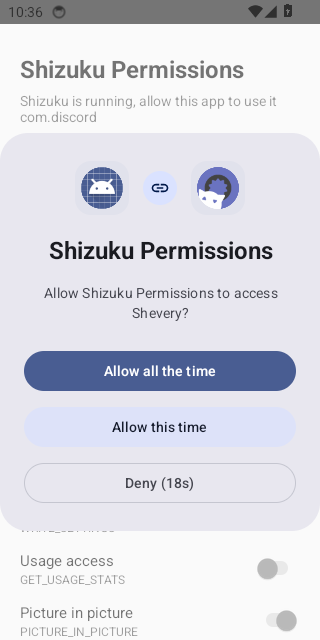 10:36
Shizuku Permissions
Shizuku is running, allow this app to use it
com.discord
Shizuku Permissions
Allow Shizuku Permissions to access
Shevery?
Allow all the time
Allow this time
Deny (18s)
WRITE_SETTINGS
Usage access
GET_USAGE_STATS
Picture in picture
PICTURE_IN_PICTURE